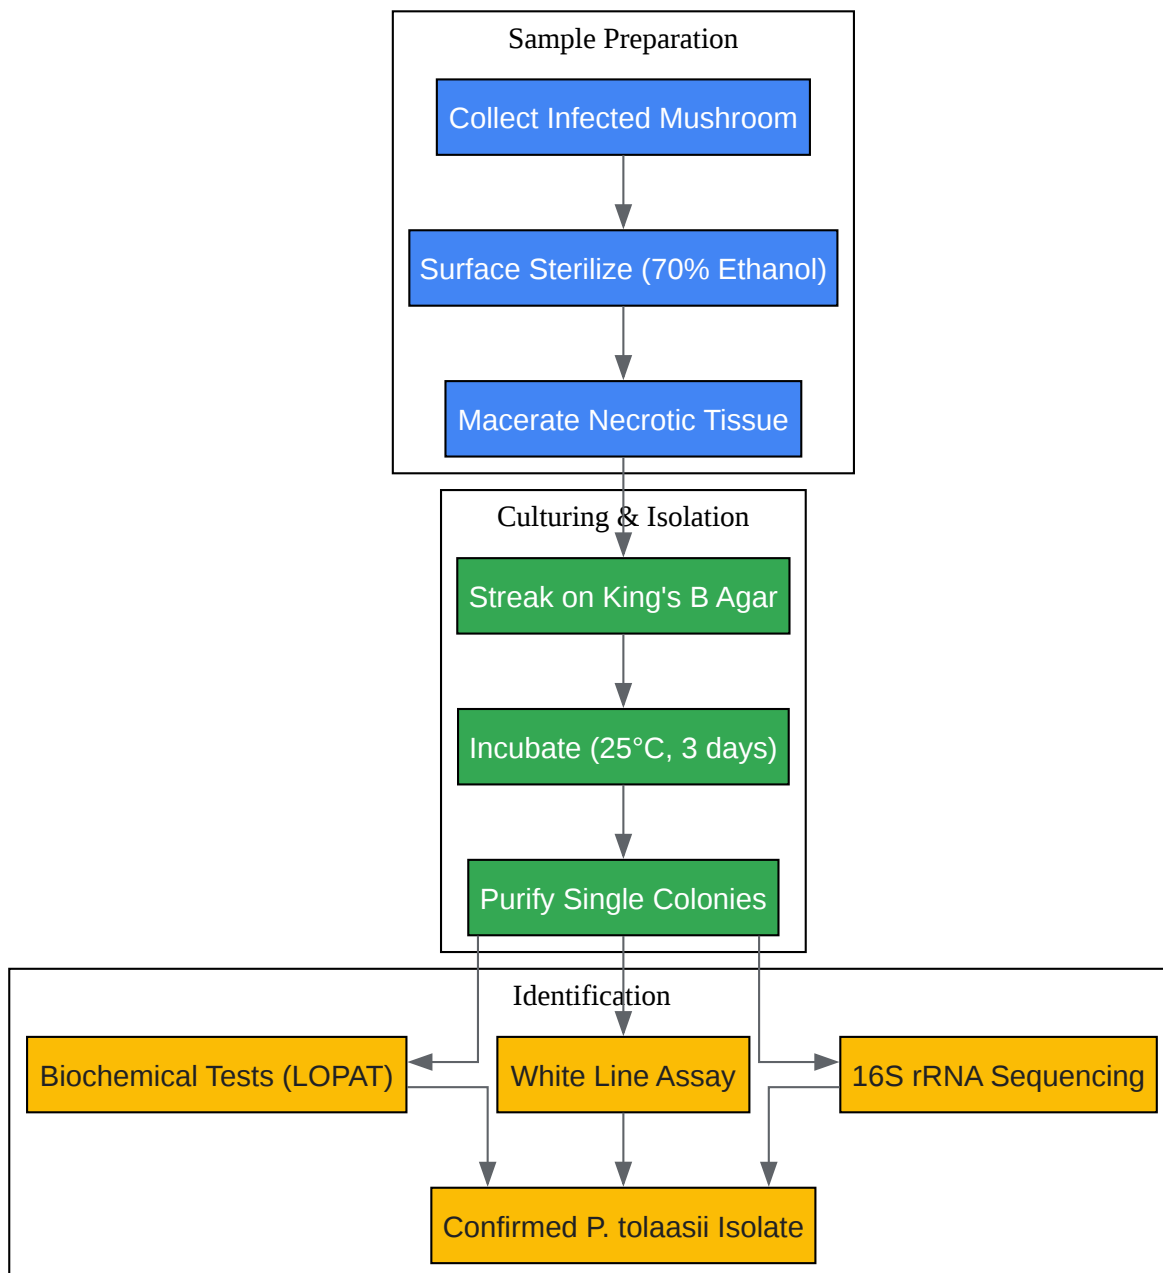 Sample Preparation
Collect Infected Mushroom
Surface Sterilize (70% Ethanol)
Macerate Necrotic Tissue
Culturing & Isolation
Streak on King's B Agar
Incubate (25°C, 3 days)
Purify Single Colonies
Identification
Biochemical Tests (LOPAT)
White Line Assay
16S rRNA Sequencing
Confirmed P. tolaasii Isolate